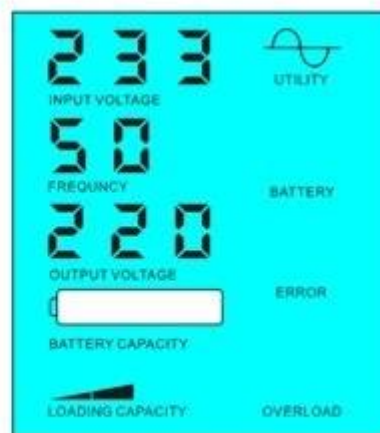 233
INPUT VOLTAGE
UTILITY
50
FREQUNCY
BATTERY
220
OUTPUT VOLTAGE
ERROR
BATTERY CAPACITY
LOADING CAPACITY
OVERLOAD